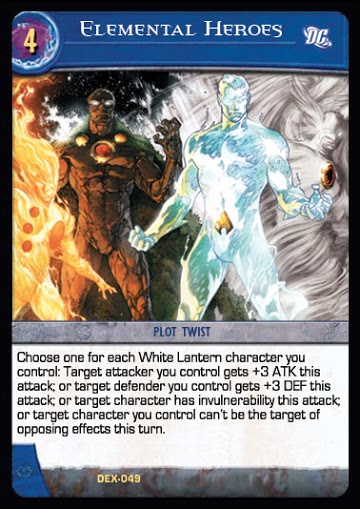 4
ELEMENTAL HEROES
DC
PLOT TWIST
Choose one for each White Lantern character you
control: Target attacker you control gets +3 ATK this
attack; or target defender you control gets +3 DEF this
attack; or target character has invulnerability this attack;
or target character you control can't be the target of
opposing effects this turn.
DEX-049